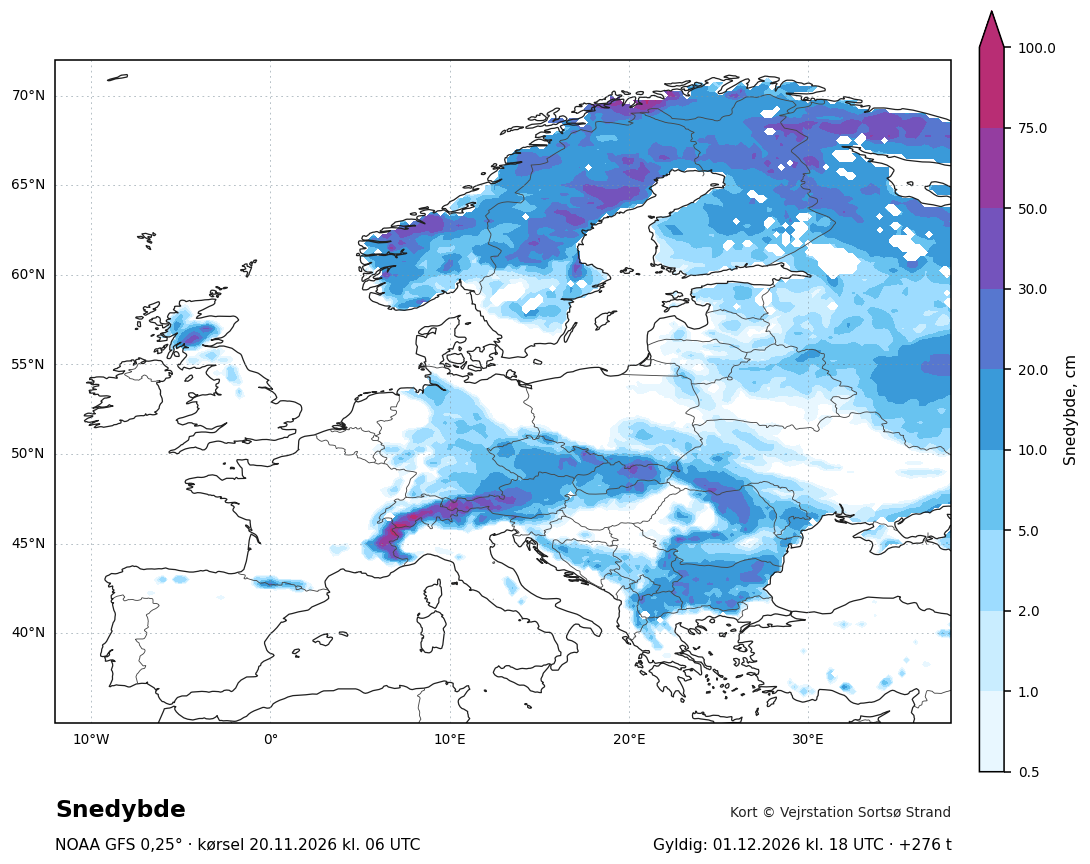 100.0
75.0
50.0
30.0
20.0
10.0
5.0
2.0
1.0
0.5
Snedybde, cm
70°N
65°N
60°N
55°N
50°N
45°N
40°N
10°W
0°
10°E
20°E
30°E
Snedybde
Kort © Vejrstation Sortsø Strand
NOAA GFS 0,25° · kørsel 20.11.2026 kl. 06 UTC
Gyldig: 01.12.2026 kl. 18 UTC · +276 t